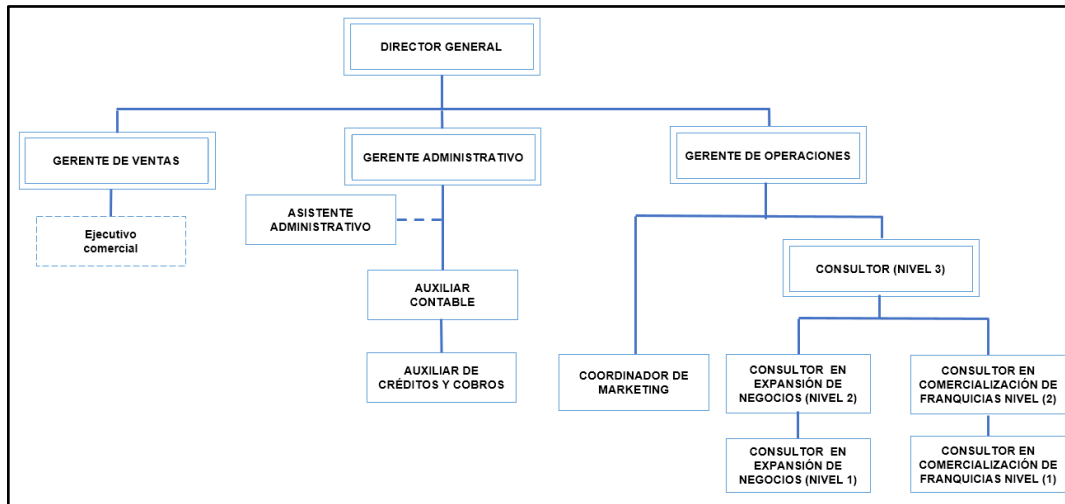 DIRECTOR GENERAL
GERENTE DE VENTAS
GERENTE ADMINISTRATIVO
GERENTE DE OPERACIONES
Ejecutivo
comercial
ASISTENTE
ADMINISTRATIVO
CONSULTOR (NIVEL 3)
AUXILIAR
CONTABLE
AUXILIAR DE
CRÉDITOS Y COBROS
COORDINADOR DE
MARKETING
CONSULTOR EN
EXPANSIÓN DE
NEGOCIOS (NIVEL 2)
CONSULTOR EN
COMERCIALIZACIÓN DE
FRANQUICIAS NIVEL (2)
CONSULTOR EN
EXPANSIÓN DE
NEGOCIOS (NIVEL 1)
CONSULTOR EN
COMERCIALIZACIÓN DE
FRANQUICIAS NIVEL (1)